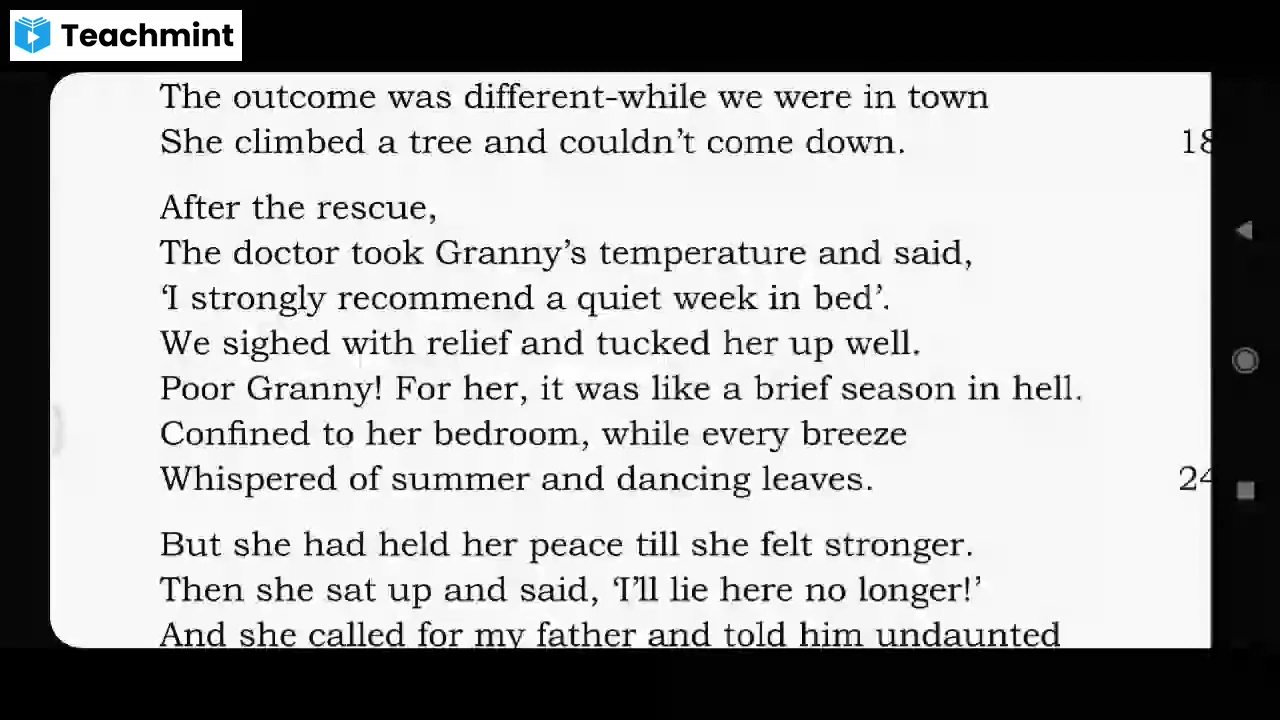 Teachmint
The outcome was different-while we were in town
She climbed a tree and couldn’t come down.
18
After the rescue,
The doctor took Granny’s temperature and said,
‘I strongly recommend a quiet week in bed’.
We sighed with relief and tucked her up well.
Poor Granny! For her, it was like a brief season in hell.
Confined to her bedroom, while every breeze
Whispered of summer and dancing leaves.
24
But she had held her peace till she felt stronger.
Then she sat up and said, ‘I’ll lie here no longer!’
And she called for my father and told him undaunted